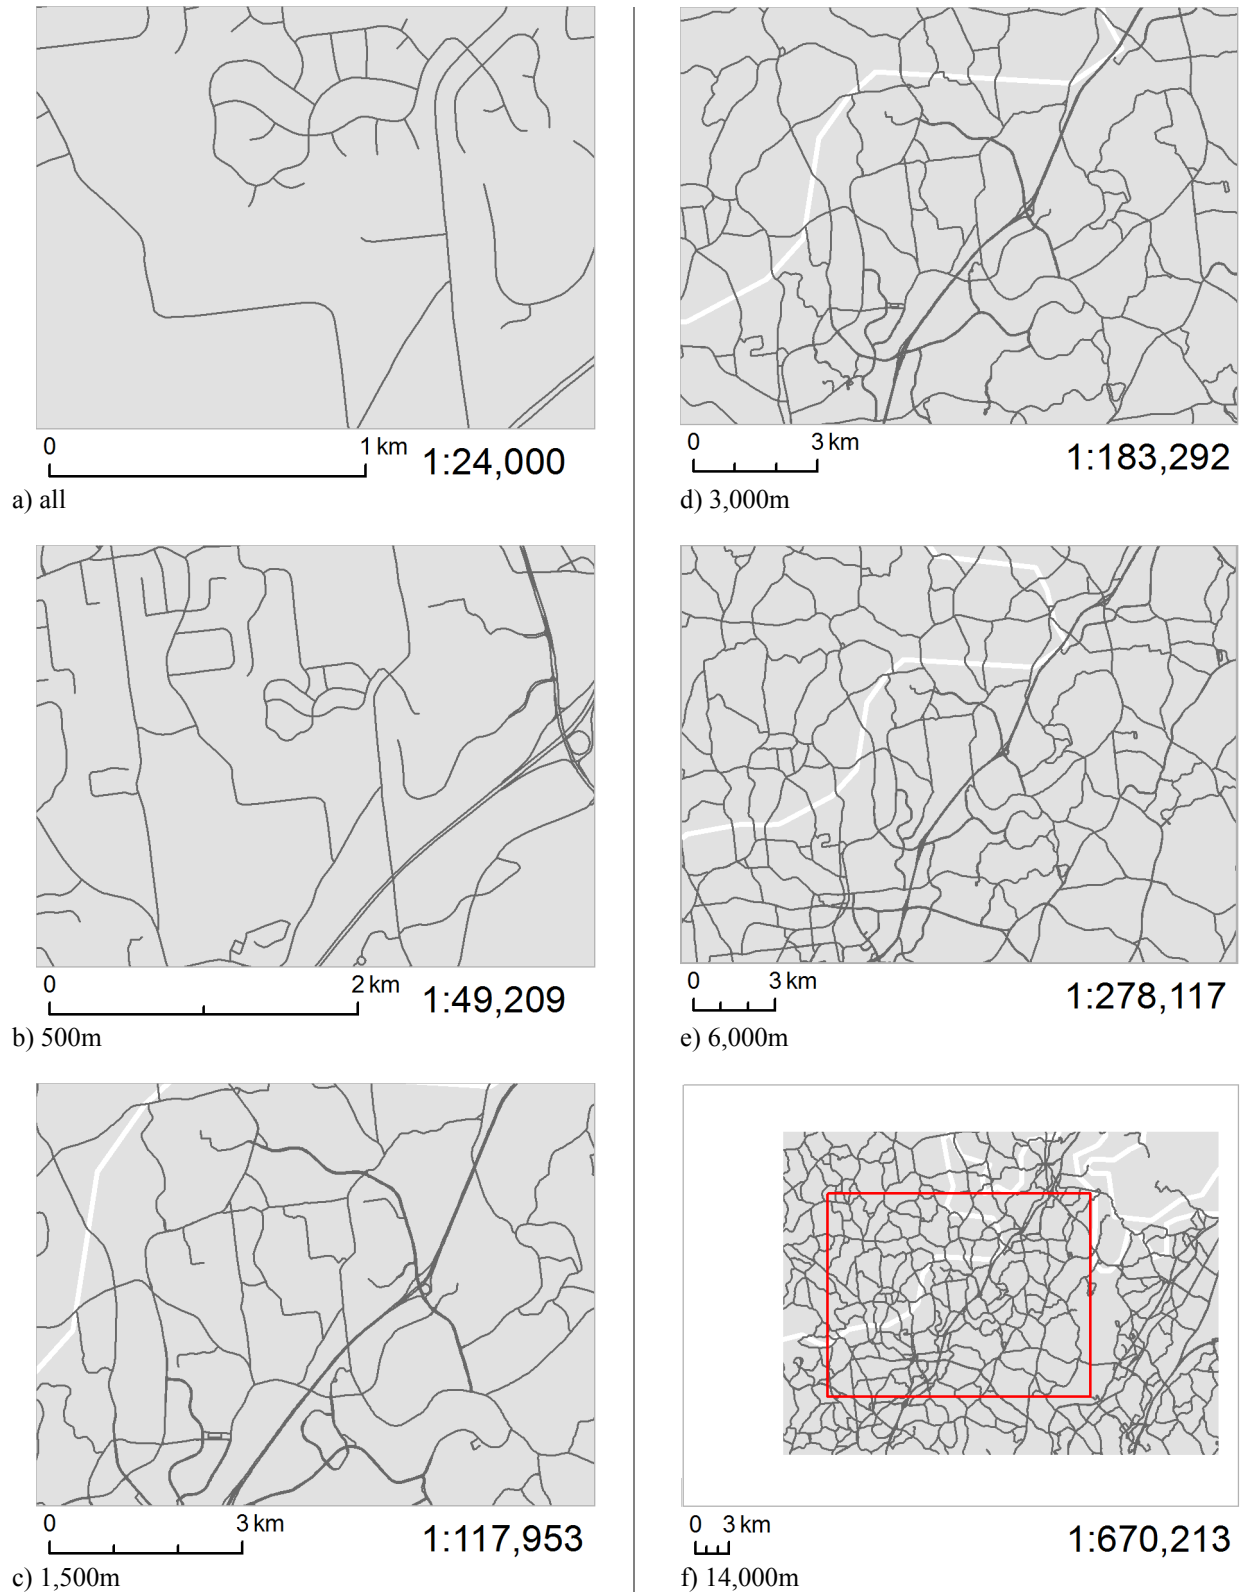 0 1 km 1:24,000
a) all
0 2 km 1:49,209
b) 500m
0 3 km 1:117,953
c) 1,500m
0 3 km 1:183,292
d) 3,000m
0 3 km 1:278,117
e) 6,000m
0 3 km 1:670,213
f) 14,000m